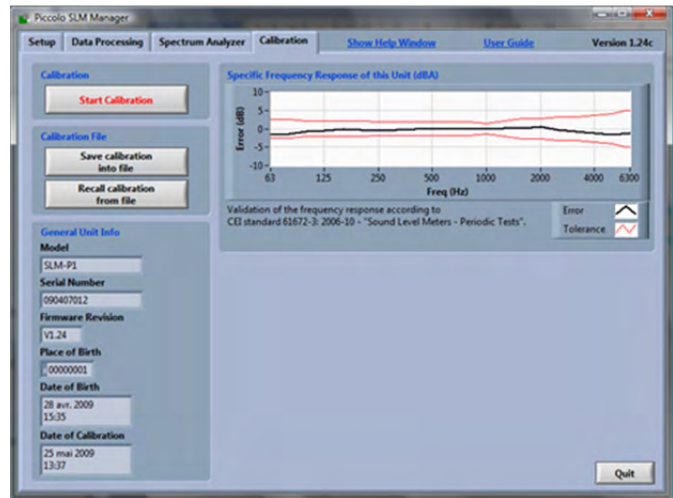 Piccolo SLM Manager
Setup Data Processing Spectrum Analyzer Calibration Show Help Window User Guide Version 1.24c
Calibration
Start Calibration
Calibration File
Save calibration
into file
Recall calibration
from file
General Unit Info
Model
SLM-P1
Serial Number
090407012
Firmware Revision
V1.24
Place of Birth
00000001
Date of Birth
28 avr. 2009
15:35
Date of Calibration
25 mai 2009
13:37
Specific Frequency Response of this Unit (dBA)
Error (dB)
10
5
0
-5
-10
63 125 250 500 1000 2000 4000 6300
Freq (Hz)
Validation of the frequency response according to
CEI standard 61672-3: 2006-10 - "Sound Level Meters - Periodic Tests".
Error
Tolerance
Quit